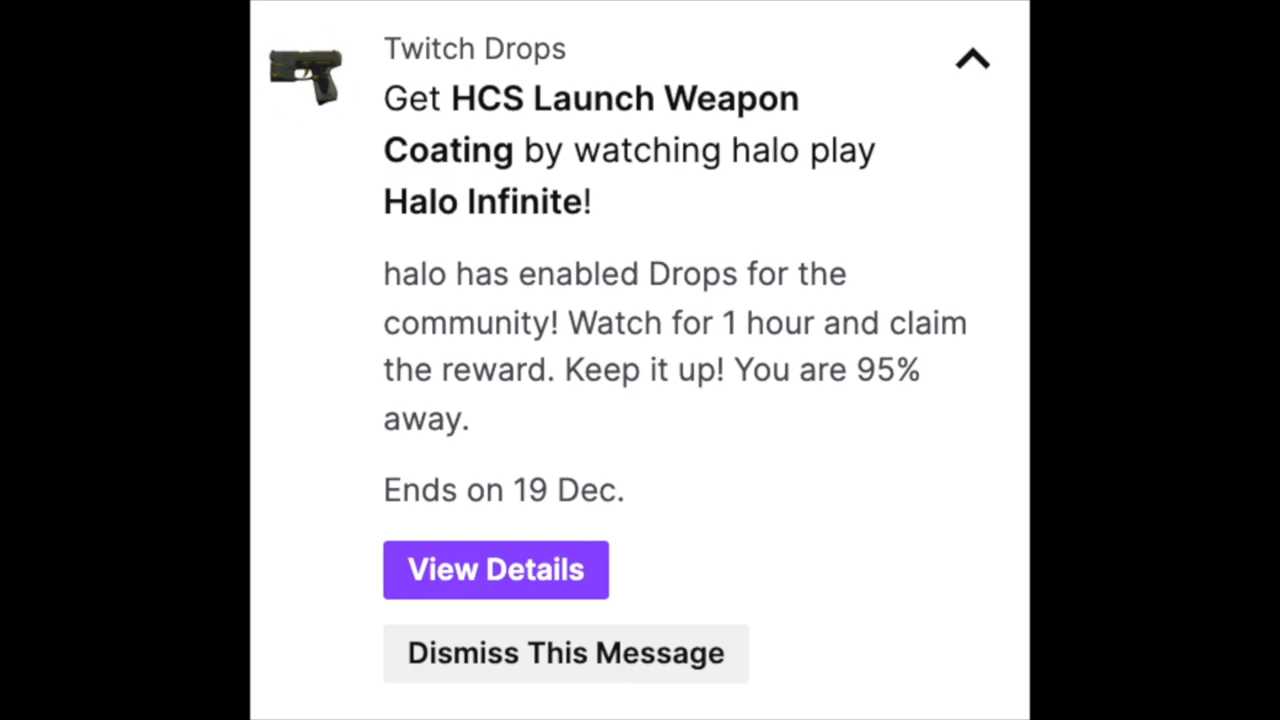 Twitch Drops
Get HCS Launch Weapon
Coating by watching halo play
Halo Infinite!
halo has enabled Drops for the
community! Watch for 1 hour and claim
the reward. Keep it up! You are 95%
away.
Ends on 19 Dec.
View Details
Dismiss This Message